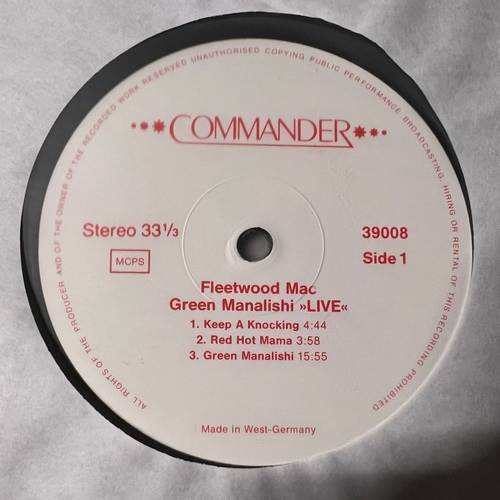 ALL RIGHTS OF THE PRODUCER AND OF THE OWNER OF THE RECORDED WORK RESERVED UNAUTHORISED COPYING PUBLIC PERFORMANCE BROADCASTING, HIRING OR RENTAL OF THIS RECORDING PROHIBITED
COMMANDER
Stereo 33 1/3
39008
MCPS
Side 1
Fleetwood Mac
Green Manalishi »LIVE«
1. Keep A Knocking 4:44
2. Red Hot Mama 3:58
3. Green Manalishi 15:55
Made in West-Germany